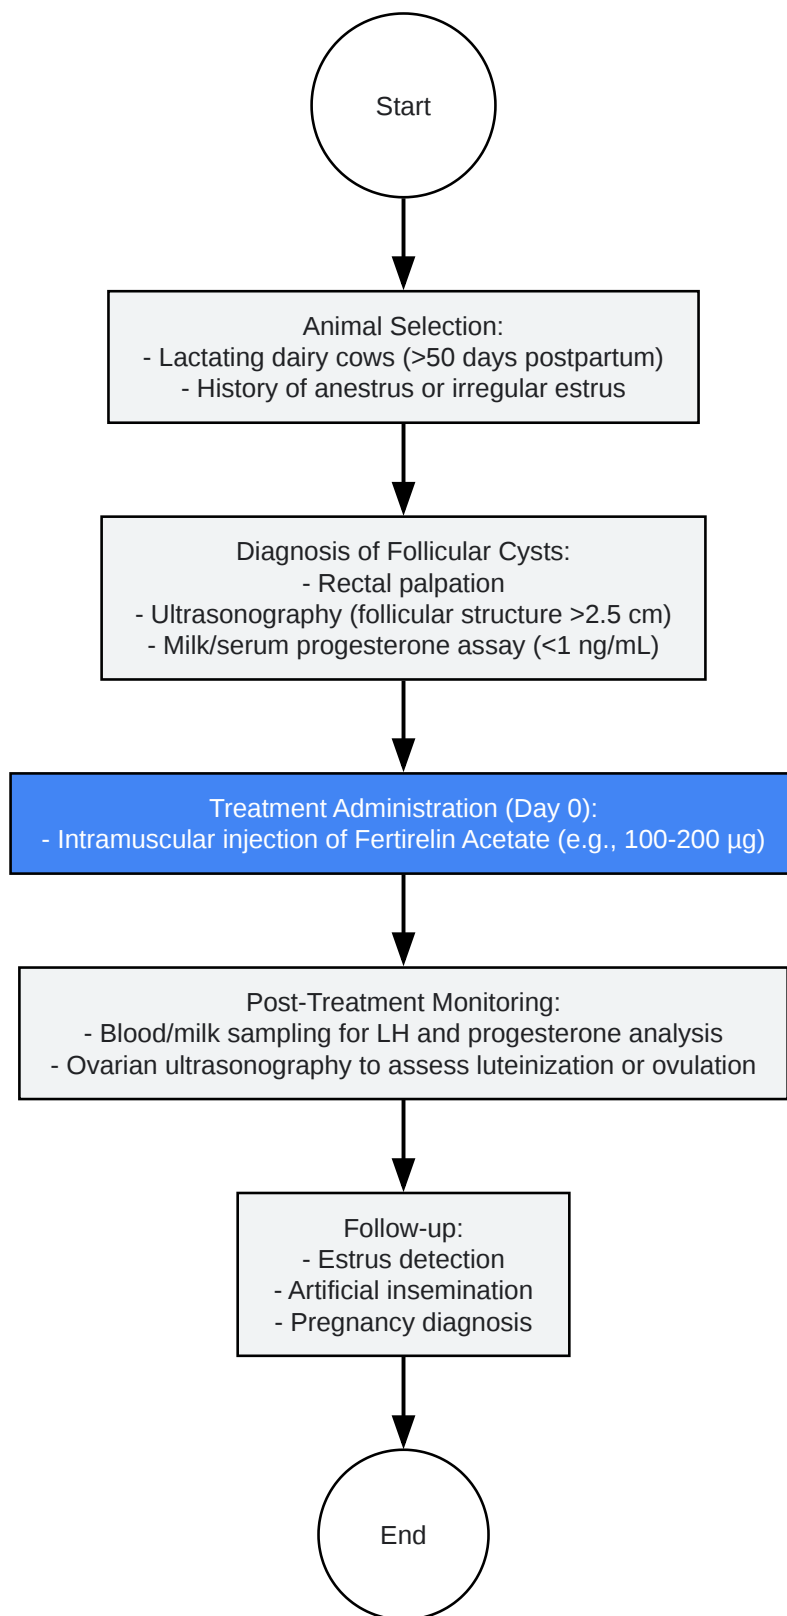 Start
Animal Selection:
- Lactating dairy cows (>50 days postpartum)
- History of anestrus or irregular estrus
Diagnosis of Follicular Cysts:
- Rectal palpation
- Ultrasonography (follicular structure >2.5 cm)
- Milk/serum progesterone assay (<1 ng/mL)
Treatment Administration (Day 0):
- Intramuscular injection of Fertirelin Acetate (e.g., 100-200 µg)
Post-Treatment Monitoring:
- Blood/milk sampling for LH and progesterone analysis
- Ovarian ultrasonography to assess luteinization or ovulation
Follow-up:
- Estrus detection
- Artificial insemination
- Pregnancy diagnosis
End